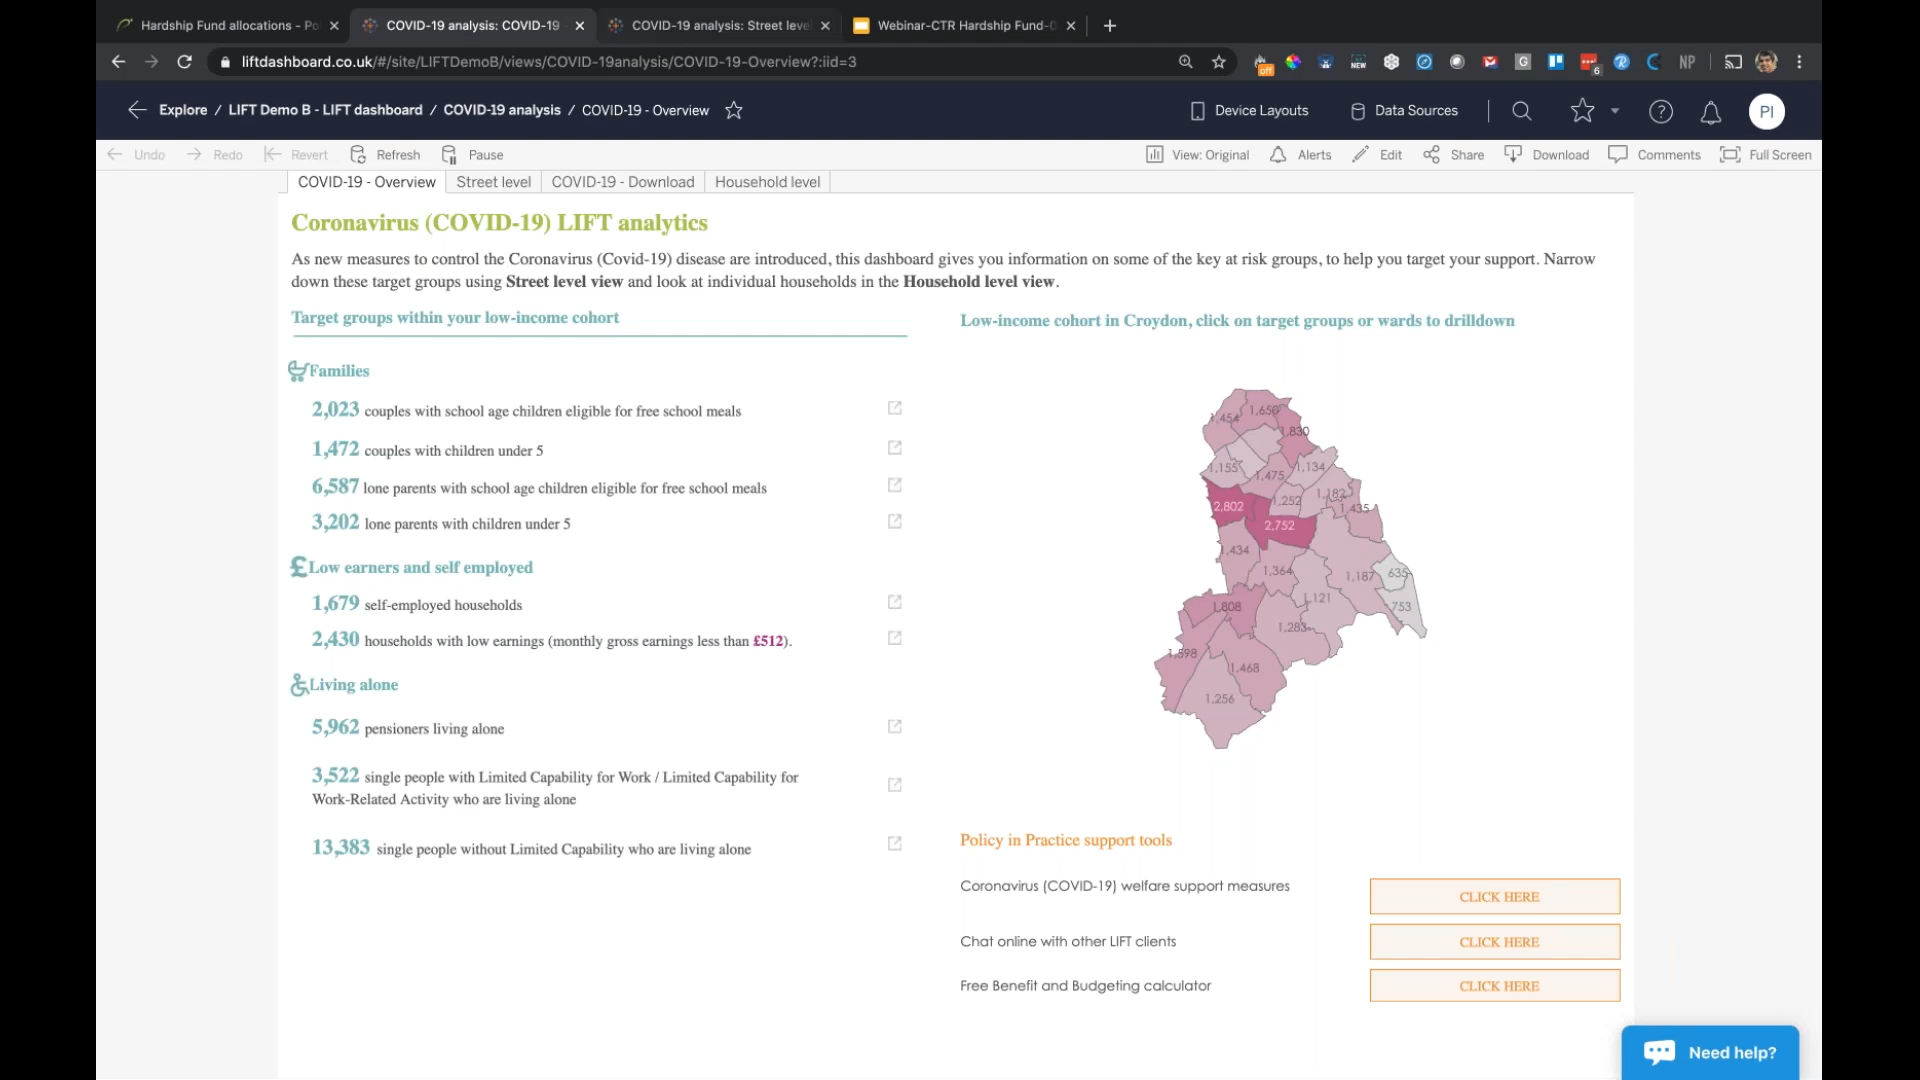 Hardship Fund allocations - Po
COVID-19 analysis: COVID-19
COVID-19 analysis: Street leve
Webinar-CTR Hardship Fund-0
liftdashboard.co.uk/#/site/LIFTDemoB/views/COVID-19analysis/COVID-19-Overview?:iid=3
off
NEW
G
6
NP
Explore / LIFT Demo B - LIFT dashboard / COVID-19 analysis / COVID-19 - Overview
Device Layouts
Data Sources
PI
Undo
Redo
Revert
Refresh
Pause
View: Original
Alerts
Edit
Share
Download
Comments
Full Screen
COVID-19 - Overview
Street level
COVID-19 - Download
Household level
Coronavirus (COVID-19) LIFT analytics
As new measures to control the Coronavirus (Covid-19) disease are introduced, this dashboard gives you information on some of the key at risk groups, to help you target your support. Narrow
down these target groups using Street level view and look at individual households in the Household level view.
Target groups within your low-income cohort
Families
2,023 couples with school age children eligible for free school meals
1,472 couples with children under 5
6,587 lone parents with school age children eligible for free school meals
3,202 lone parents with children under 5
£Low earners and self employed
1,679 self-employed households
2,430 households with low earnings (monthly gross earnings less than £512).
Living alone
5,962 pensioners living alone
3,522 single people with Limited Capability for Work / Limited Capability for
Work-Related Activity who are living alone
13,383 single people without Limited Capability who are living alone
Low-income cohort in Croydon, click on target groups or wards to drilldown
1,454
1,650
1,830
1,155
1,475
1,134
2,802
1,252
1,182
1,435
2,752
1,434
1,364
1,187
635
1,808
1,121
753
1,283
1,598
1,468
1,256
Policy in Practice support tools
Coronavirus (COVID-19) welfare support measures
CLICK HERE
Chat online with other LIFT clients
CLICK HERE
Free Benefit and Budgeting calculator
CLICK HERE
Need help?